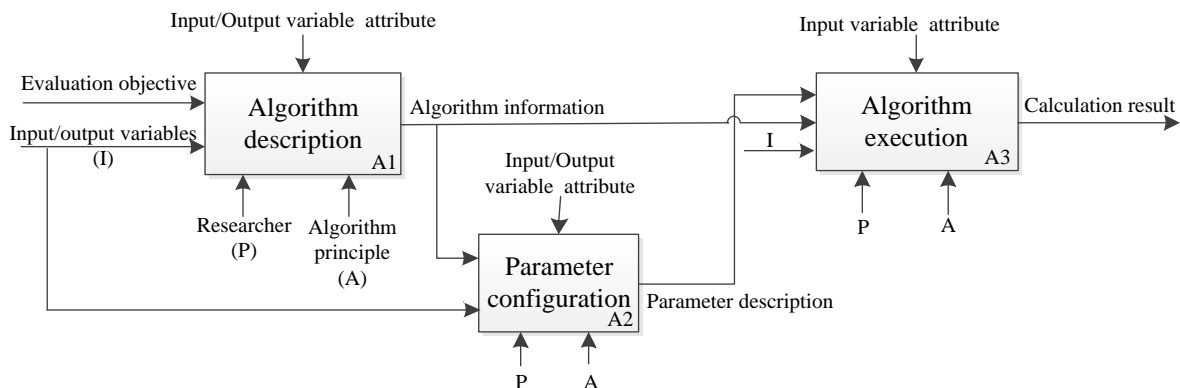 Input/Output variable attribute
Input variable attribute
Evaluation objective
Algorithm
description
A1
Input/output variables
(I)
Algorithm information
Algorithm
execution
A3
Calculation result
I
Input/Output
variable attribute
Researcher
(P)
Algorithm
principle
(A)
P
A
Parameter
configuration
A2
Parameter description
P
A